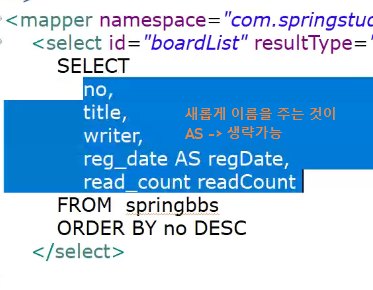 <mapper namespace="com.springstud
<select id="boardList" resultType="
SELECT
no,
title,
writer,
reg_date AS regDate,
read_count readCount
새롭게 이름을 주는 것이
AS -> 생략가능
FROM springbbs
ORDER BY no DESC
</select>